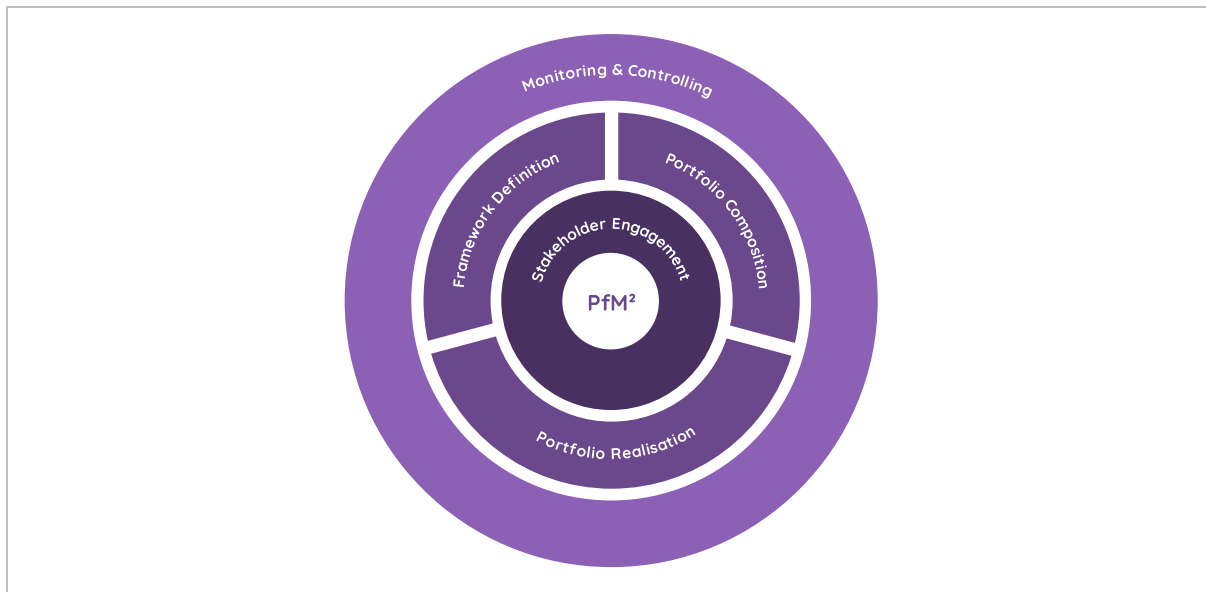 Monitoring & Controlling
Framework Definition
Portfolio Composition
Stakeholder Engagement
PfM²
Portfolio Realisation